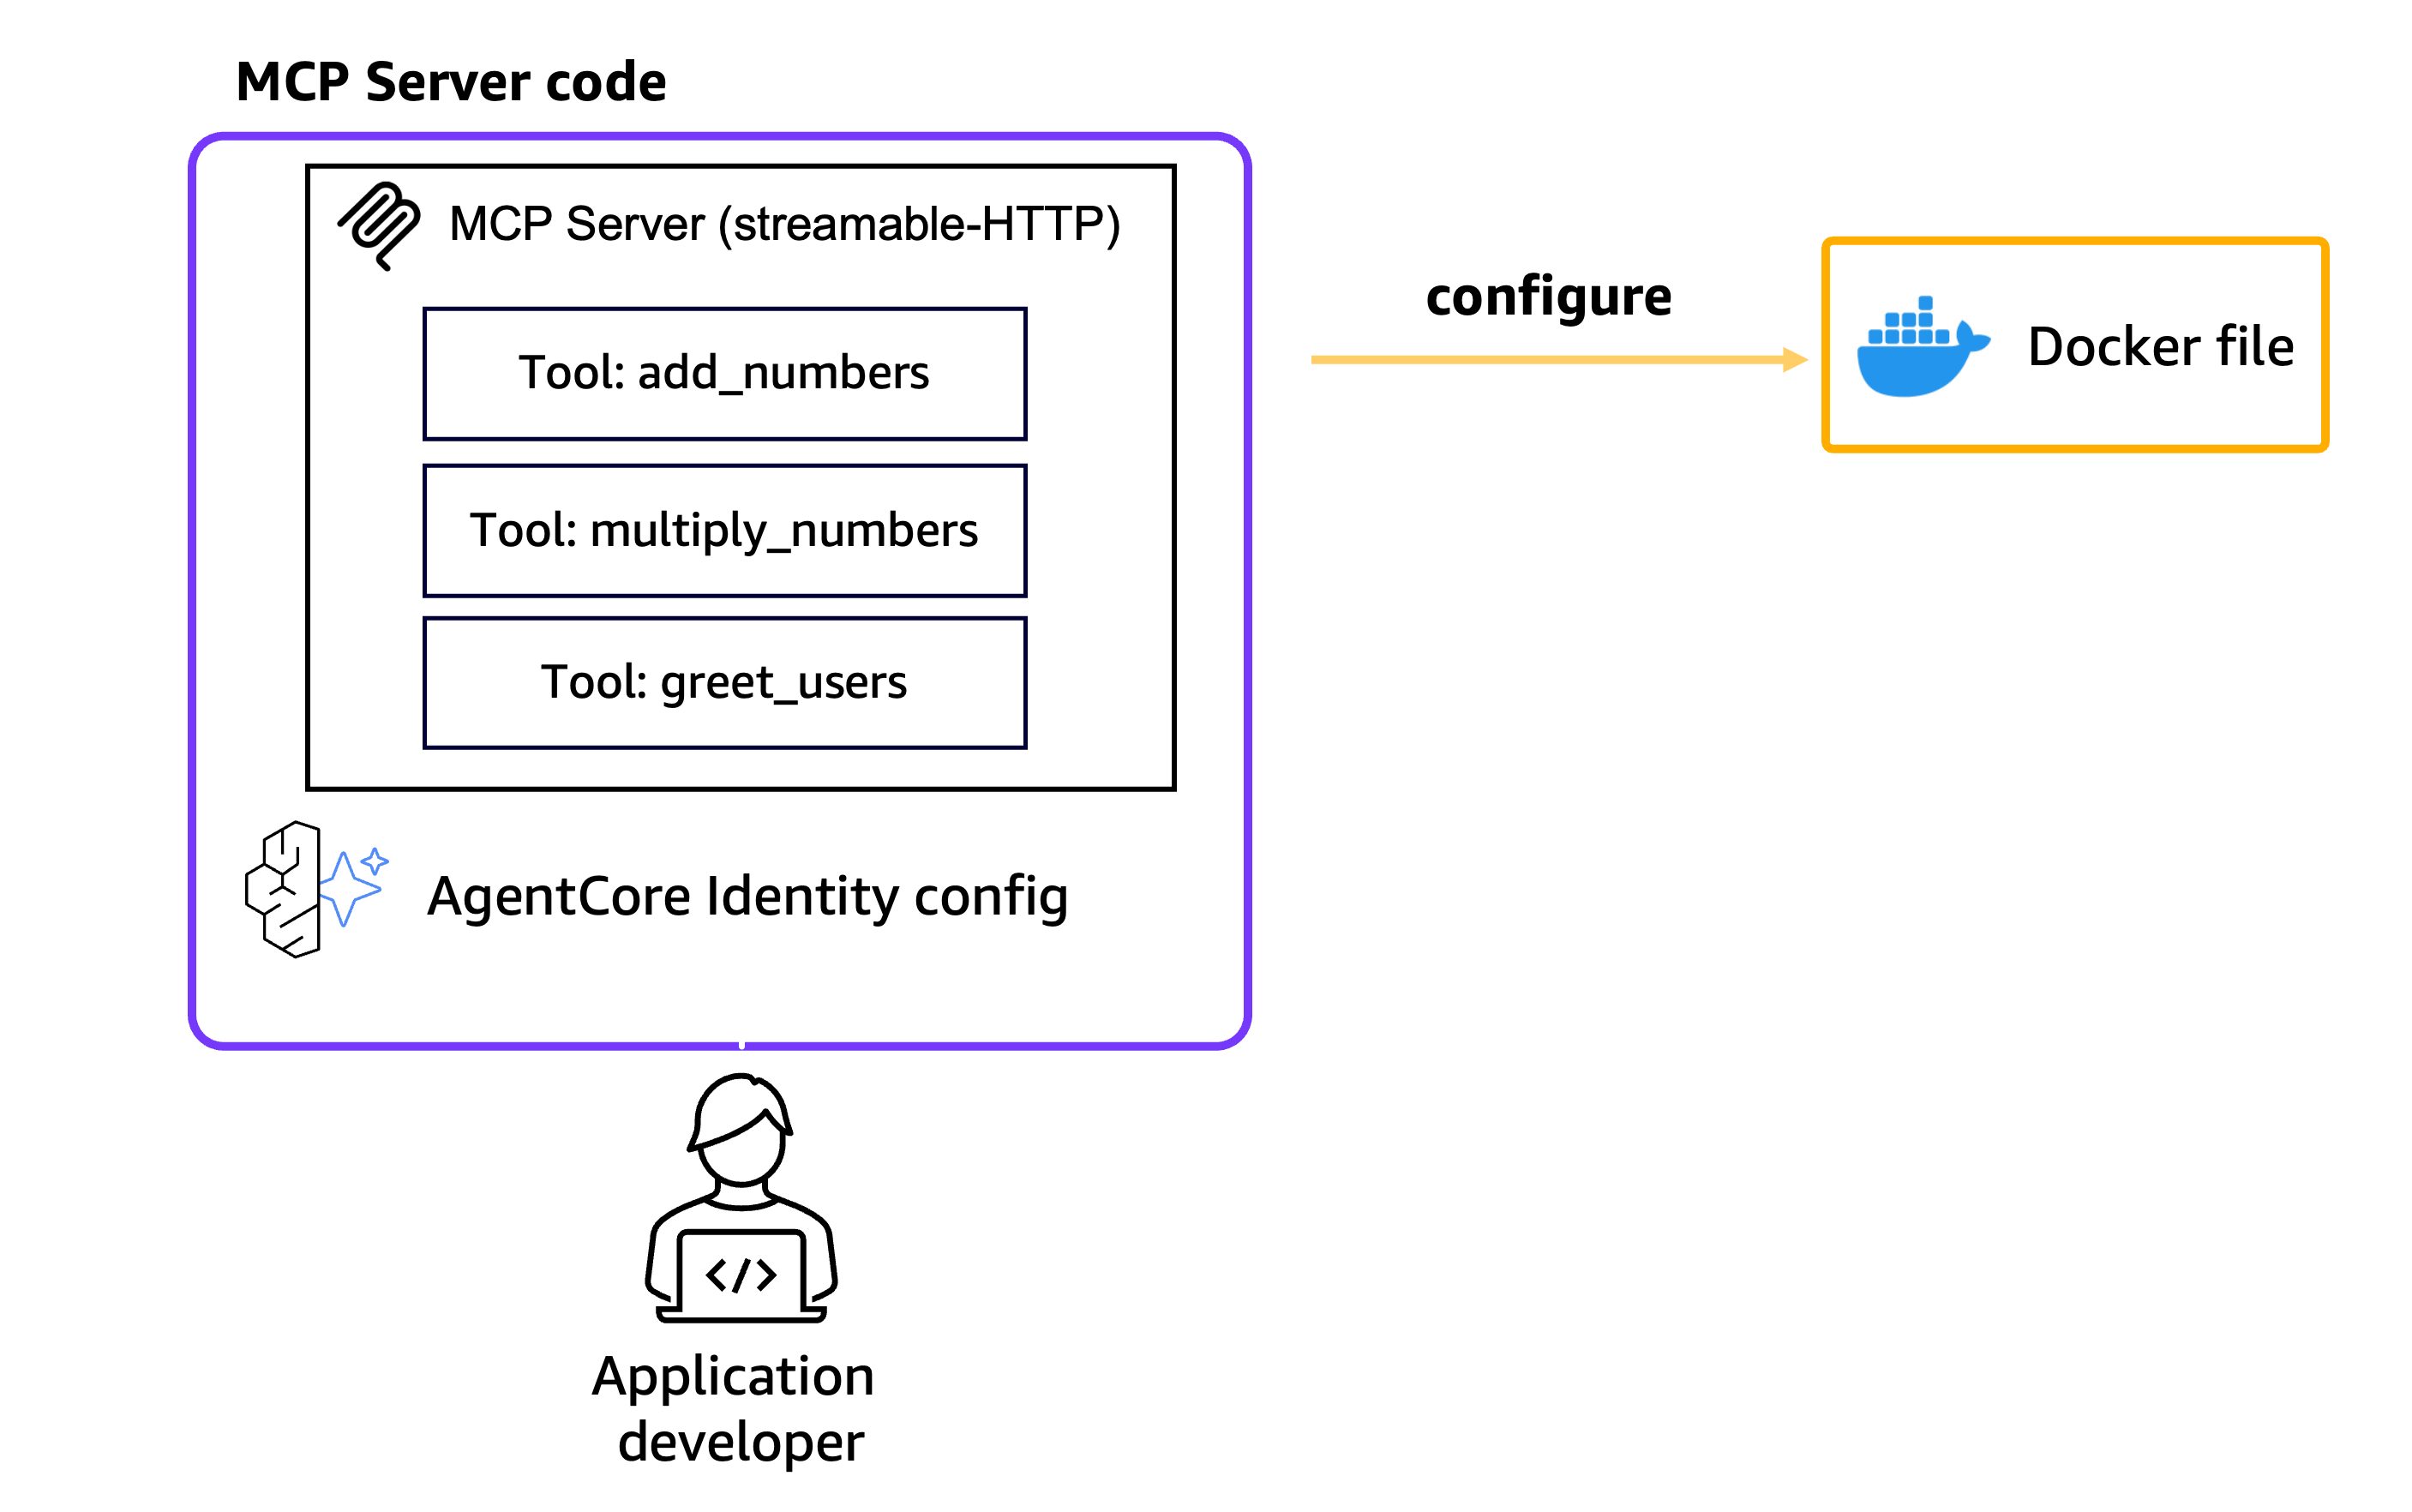 MCP Server code
MCP Server (streamable-HTTP)
Tool: add_numbers
Tool: multiply_numbers
Tool: greet_users
AgentCore Identity config
configure
Docker file
</>
Application
developer